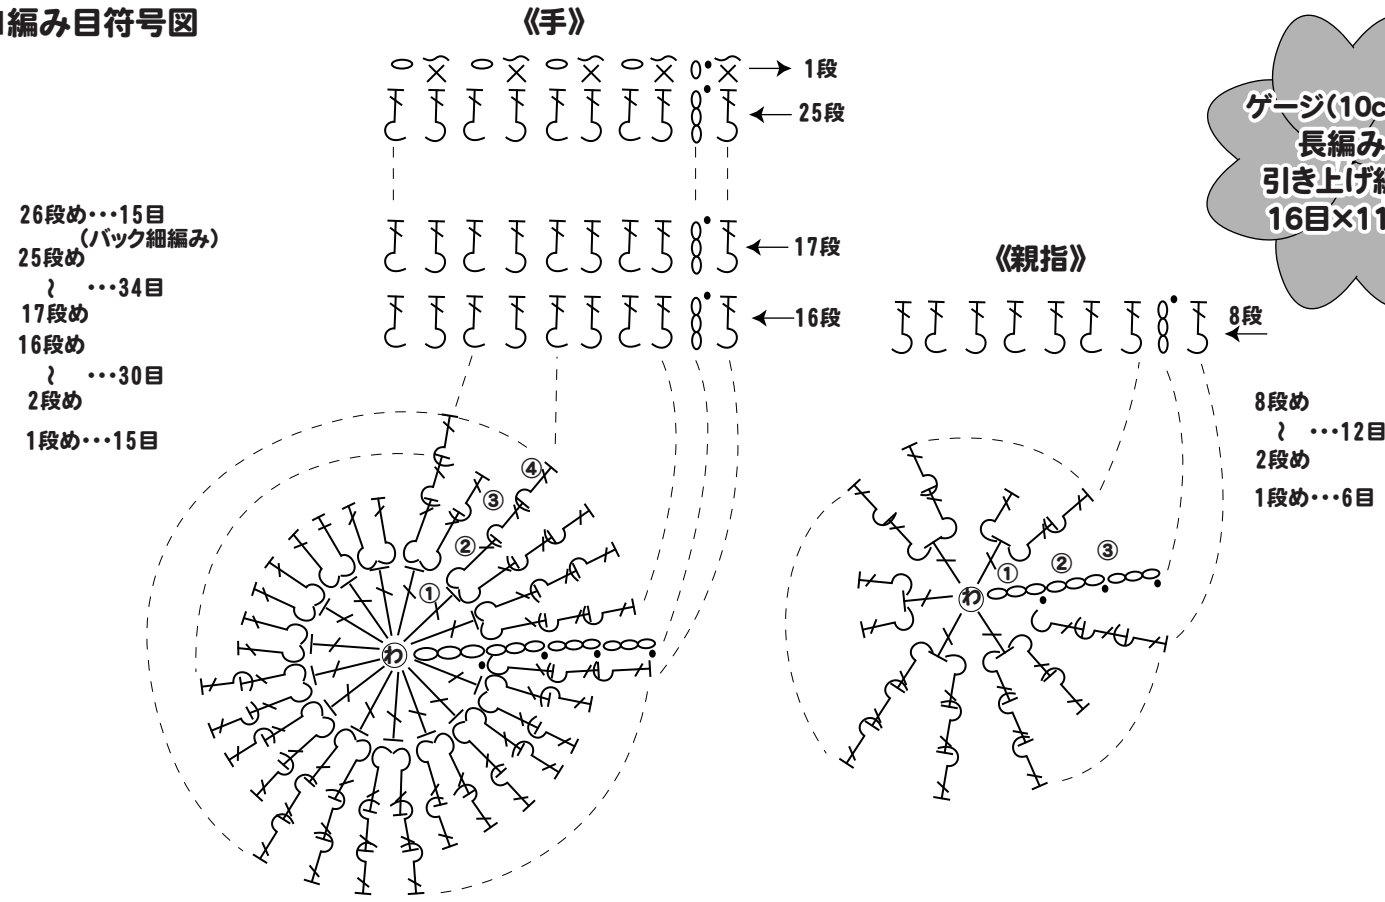 編み目符号図
《手》
1段
25段
17段
16段
26段め･･･15目
(バック細編み)
25段め
〜 ･･･34目
17段め
16段め
〜 ･･･30目
2段め
1段め･･･15目
①
②
③
④
わ
《親指》
8段
8段め
〜 ･･･12目
2段め
1段め･･･6目
①
②
③
わ
ゲージ(10c
長編み
引き上げ
16目×11